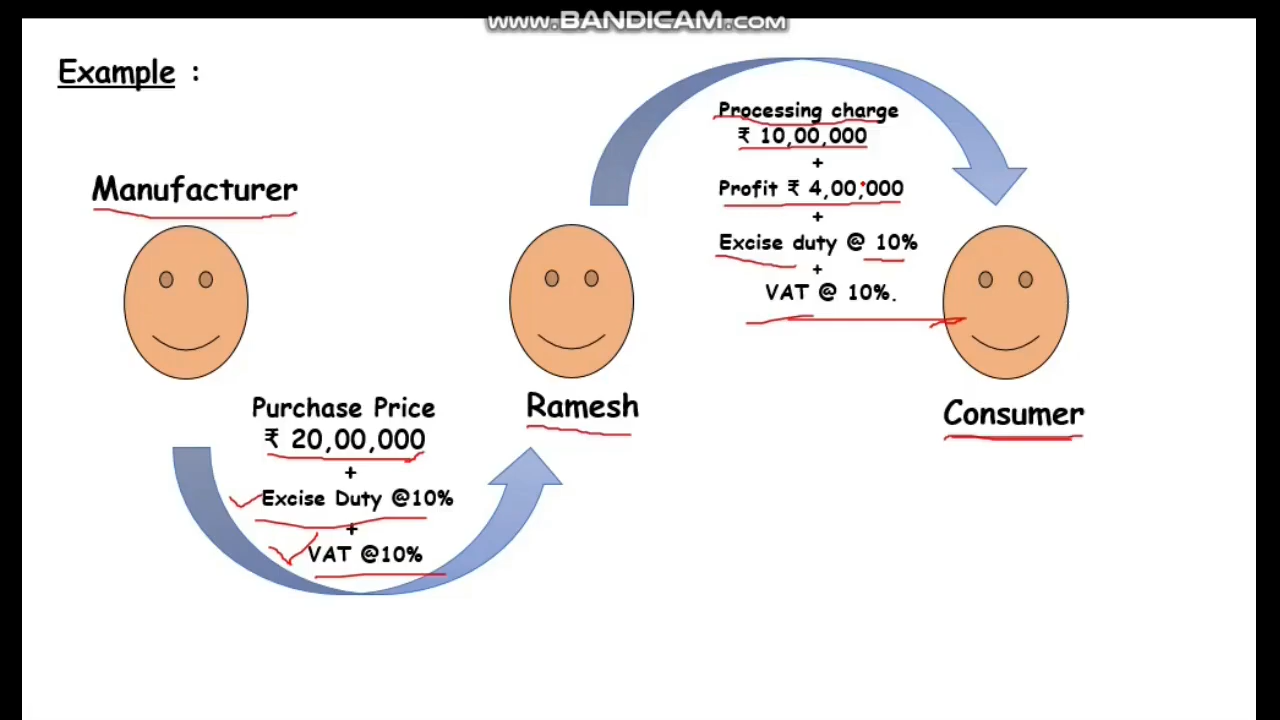 www.BANDICAM.com
Example :
Manufacturer
Processing charge
₹ 10,00,000
+
Profit ₹ 4,00,000
+
Excise duty @ 10%
+
VAT @ 10%.
Purchase Price
₹ 20,00,000
+
Excise Duty @10%
+
VAT @10%
Ramesh
Consumer